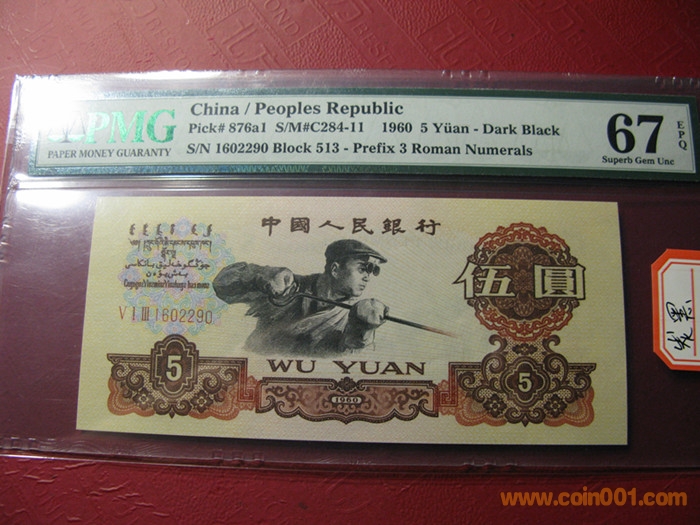 PMG
PAPER MONEY GUARANTY
China / Peoples Republic
Pick# 876a1 S/M#C284-11 1960 5 Yüan - Dark Black
S/N 1602290 Block 513 - Prefix 3 Roman Numerals
67
EPQ
Superb Gem Unc
中國人民銀行
伍圓
V I III 1602290
WU YUAN
5
5
1960
炭黑
www.coin001.com